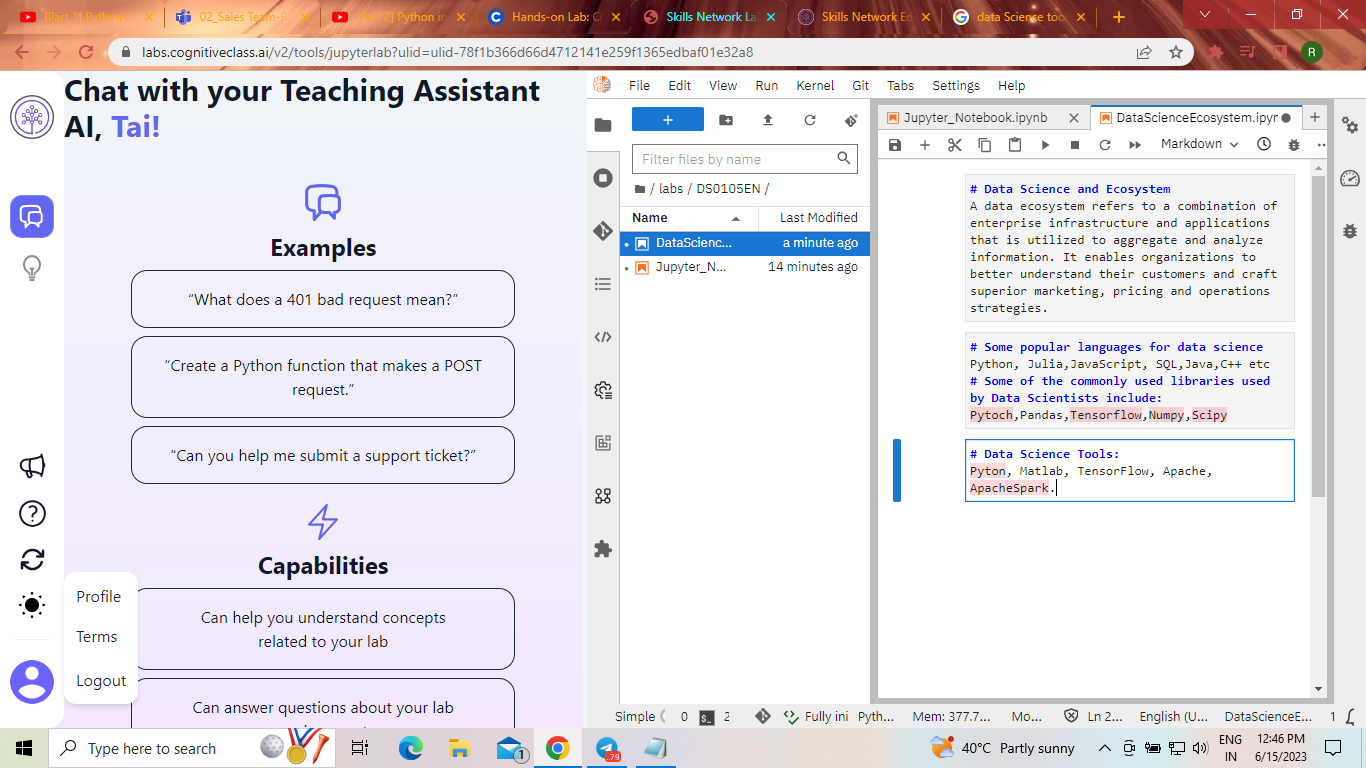 [Part 1] Python
02_Sales Team-
[Part 2] Python in
Hands-on Lab: C
Skills Network La
Skills Network Ed
data Science too
labs.cognitiveclass.ai/v2/tools/jupyterlab?ulid=ulid-78f1b366d66d4712141e259f1365edbaf01e32a8
R
Chat with your Teaching Assistant
AI, Tai!
Examples
“What does a 401 bad request mean?”
“Create a Python function that makes a POST
request.”
“Can you help me submit a support ticket?”
Capabilities
Can help you understand concepts
related to your lab
Can answer questions about your lab
Profile
Terms
Logout
File Edit View Run Kernel Git Tabs Settings Help
Filter files by name
/ labs / DS0105EN /
Name Last Modified
DataScienc... a minute ago
Jupyter_N... 14 minutes ago
Jupyter_Notebook.ipynb
DataScienceEcosystem.ipyr
Markdown
# Data Science and Ecosystem
A data ecosystem refers to a combination of
enterprise infrastructure and applications
that is utilized to aggregate and analyze
information. It enables organizations to
better understand their customers and craft
superior marketing, pricing and operations
strategies.
# Some popular languages for data science
Python, Julia,JavaScript, SQL,Java,C++ etc
# Some of the commonly used libraries used
by Data Scientists include:
Pytoch,Pandas,Tensorflow,Numpy,Scipy
# Data Science Tools:
Pyton, Matlab, TensorFlow, Apache,
ApacheSpark.
Simple 0 2 Fully ini Pyth... Mem: 377.7... Mo... Ln 2... English (U... DataScienceE... 1
Type here to search
1
.79
40°C Partly sunny
ENG
IN
12:46 PM
6/15/2023